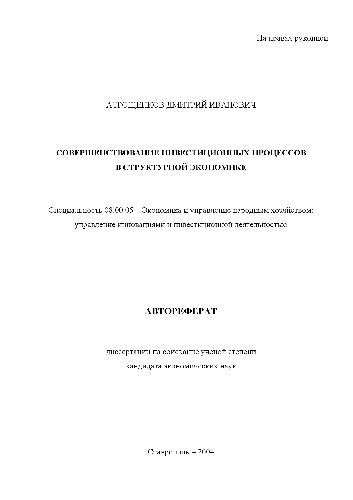 На правах рукописи
АТРОЩЕНКОВ ДМИТРИЙ ИВАНОВИЧ
СОВЕРШЕНСТВОВАНИЕ ИНВЕСТИЦИОННЫХ ПРОЦЕССОВ
В СТРУКТУРНОЙ ЭКОНОМИКЕ
Специальность 08.00.05 – Экономика и управление народным хозяйством:
управление инновациями и инвестиционной деятельностью
АВТОРЕФЕРАТ
диссертации на соискание ученой степени
кандидата экономических наук
Ставрополь – 2004